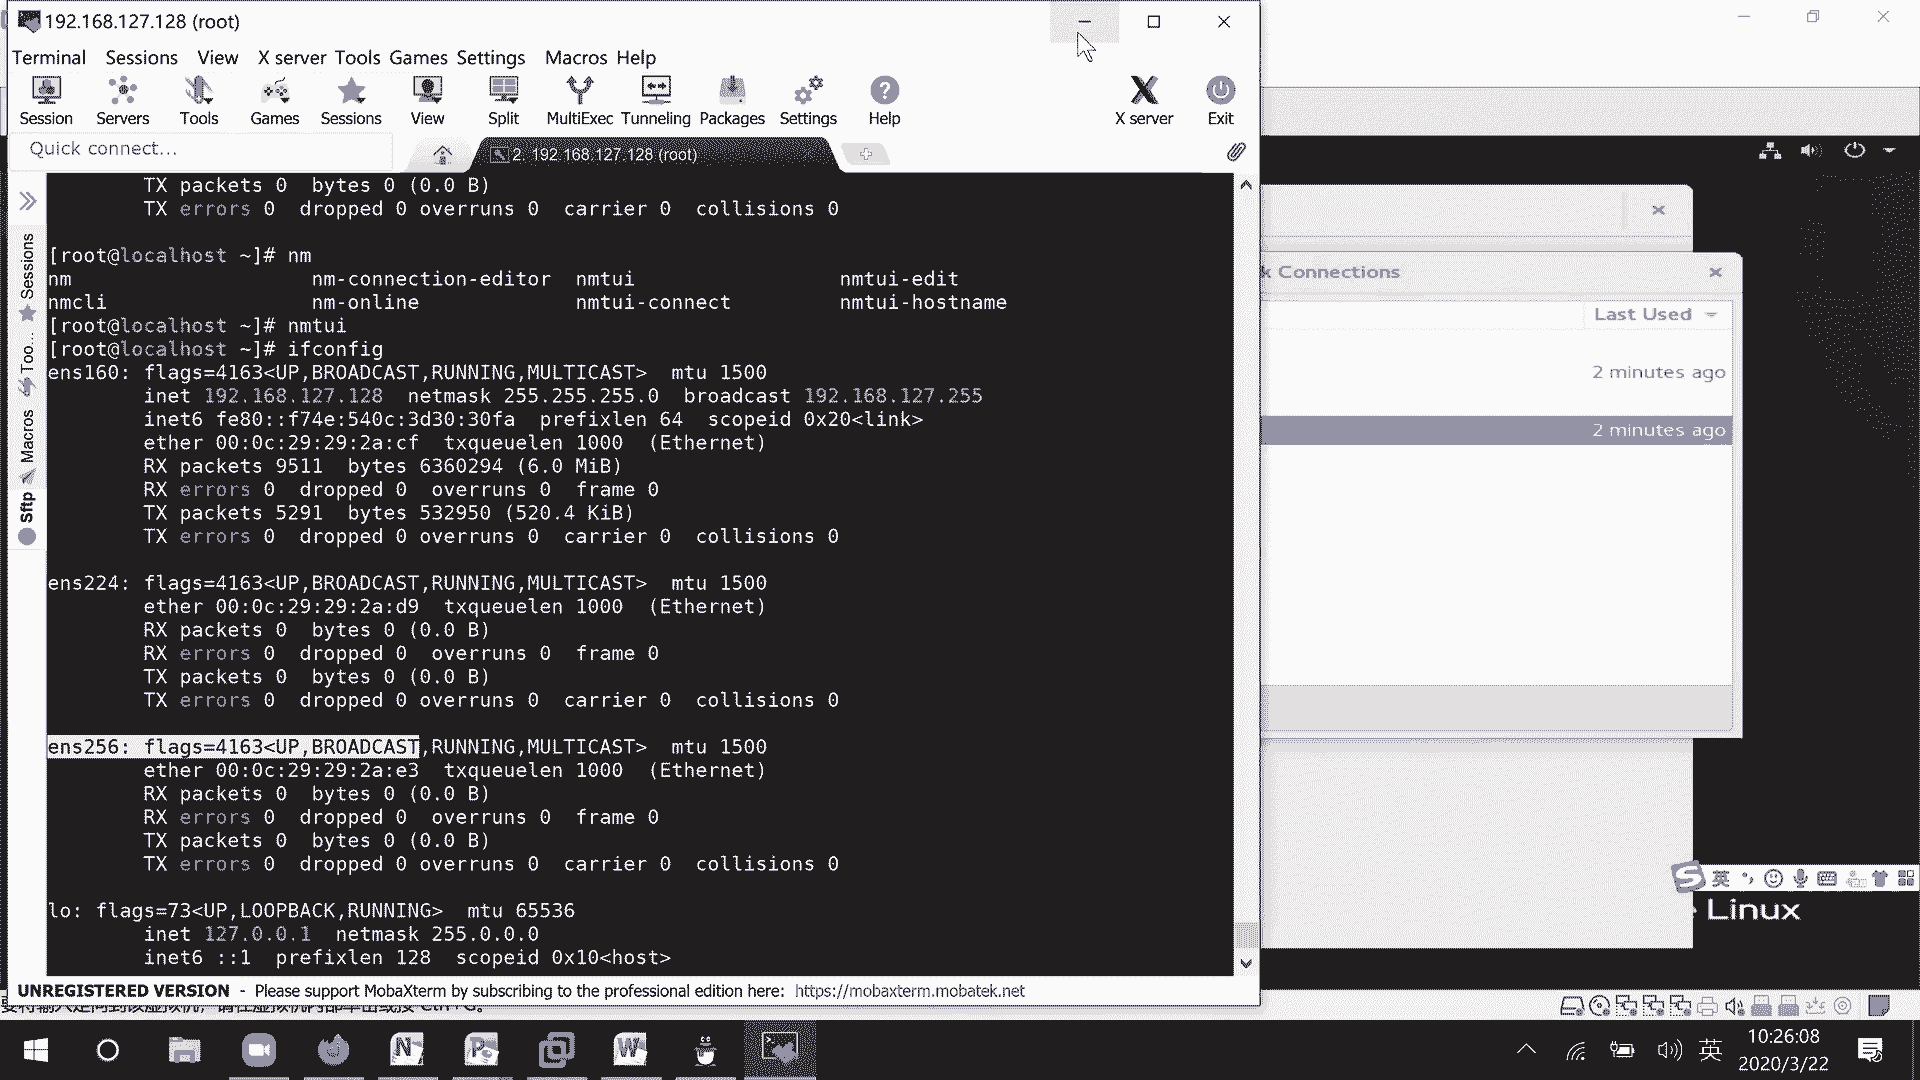 192.168.127.128 (root)
Terminal Sessions View X server Tools Games Settings Macros Help
Session Servers Tools Games Sessions View Split MultiExec Tunneling Packages Settings Help X server Exit
Quick connect...
2. 192.168.127.128 (root)
Sessions
Too...
Macros
Sftp
TX packets 0 bytes 0 (0.0 B)
TX errors 0 dropped 0 overruns 0 carrier 0 collisions 0
[root@localhost ~]# nm
nm nm-connection-editor nmtui nmtui-edit
nmcli nm-online nmtui-connect nmtui-hostname
[root@localhost ~]# nmtui
[root@localhost ~]# ifconfig
ens160: flags=4163<UP,BROADCAST,RUNNING,MULTICAST> mtu 1500
inet 192.168.127.128 netmask 255.255.255.0 broadcast 192.168.127.255
inet6 fe80::f74e:540c:3d30:30fa prefixlen 64 scopeid 0x20<link>
ether 00:0c:29:29:2a:cf txqueuelen 1000 (Ethernet)
RX packets 9511 bytes 6360294 (6.0 MiB)
RX errors 0 dropped 0 overruns 0 frame 0
TX packets 5291 bytes 532950 (520.4 KiB)
TX errors 0 dropped 0 overruns 0 carrier 0 collisions 0
ens224: flags=4163<UP,BROADCAST,RUNNING,MULTICAST> mtu 1500
ether 00:0c:29:29:2a:d9 txqueuelen 1000 (Ethernet)
RX packets 0 bytes 0 (0.0 B)
RX errors 0 dropped 0 overruns 0 frame 0
TX packets 0 bytes 0 (0.0 B)
TX errors 0 dropped 0 overruns 0 carrier 0 collisions 0
ens256: flags=4163<UP,BROADCAST,RUNNING,MULTICAST> mtu 1500
ether 00:0c:29:29:2a:e3 txqueuelen 1000 (Ethernet)
RX packets 0 bytes 0 (0.0 B)
RX errors 0 dropped 0 overruns 0 frame 0
TX packets 0 bytes 0 (0.0 B)
TX errors 0 dropped 0 overruns 0 carrier 0 collisions 0
lo: flags=73<UP,LOOPBACK,RUNNING> mtu 65536
inet 127.0.0.1 netmask 255.0.0.0
inet6 ::1 prefixlen 128 scopeid 0x10<host>
UNREGISTERED VERSION - Please support MobaXterm by subscribing to the professional edition here: https://mobaxterm.mobatek.net
k Connections
Last Used
2 minutes ago
2 minutes ago
英
Linux
英
10:26:08
2020/3/22